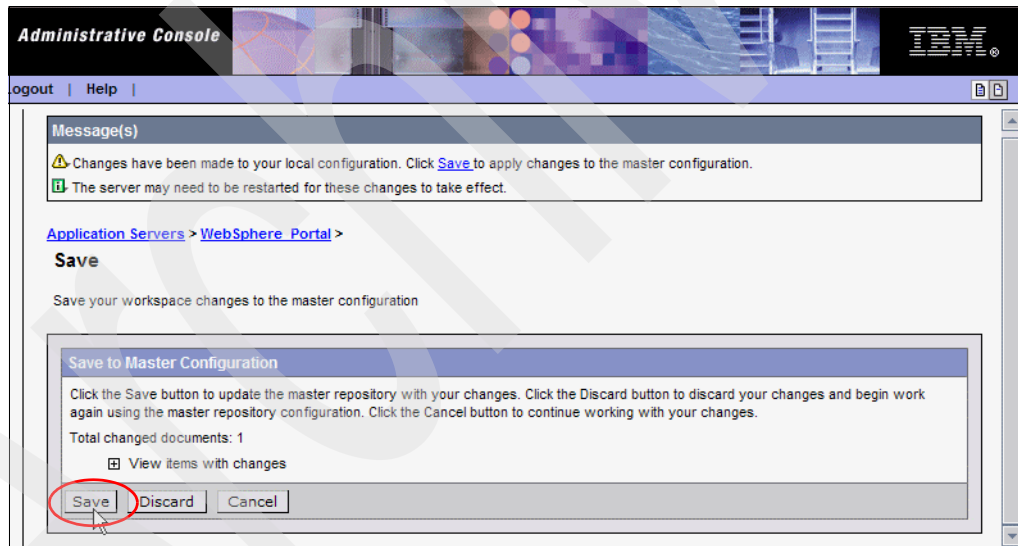 Administrative Console
IBM®
ogout | Help |
Message(s)
Changes have been made to your local configuration. Click Save to apply changes to the master configuration.
The server may need to be restarted for these changes to take effect.
Application Servers > WebSphere Portal >
Save
Save your workspace changes to the master configuration
Save to Master Configuration
Click the Save button to update the master repository with your changes. Click the Discard button to discard your changes and begin work
again using the master repository configuration. Click the Cancel button to continue working with your changes.
Total changed documents: 1
View items with changes
Save Discard Cancel